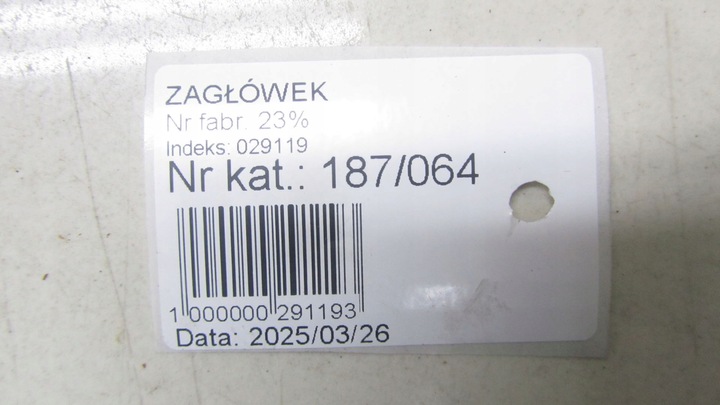 ZAGŁÓWEK
Nr fabr. 23%
Indeks: 029119
Nr kat.: 187/064
1 000000 291193
Data: 2025/03/26